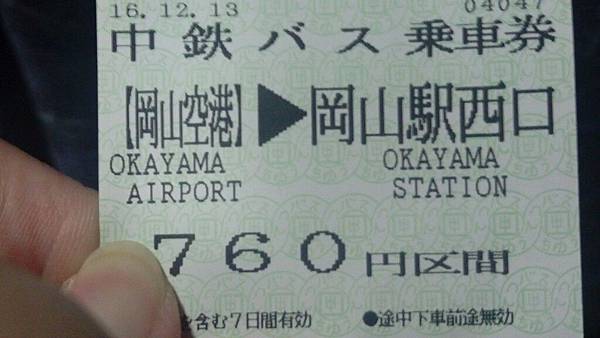 16.12.13 04047
中鉄バス乗車券
【岡山空港】▶岡山駅西口
OKAYAMA AIRPORT OKAYAMA STATION
760円区間
を含む7日間有効 ●途中下車前途無効